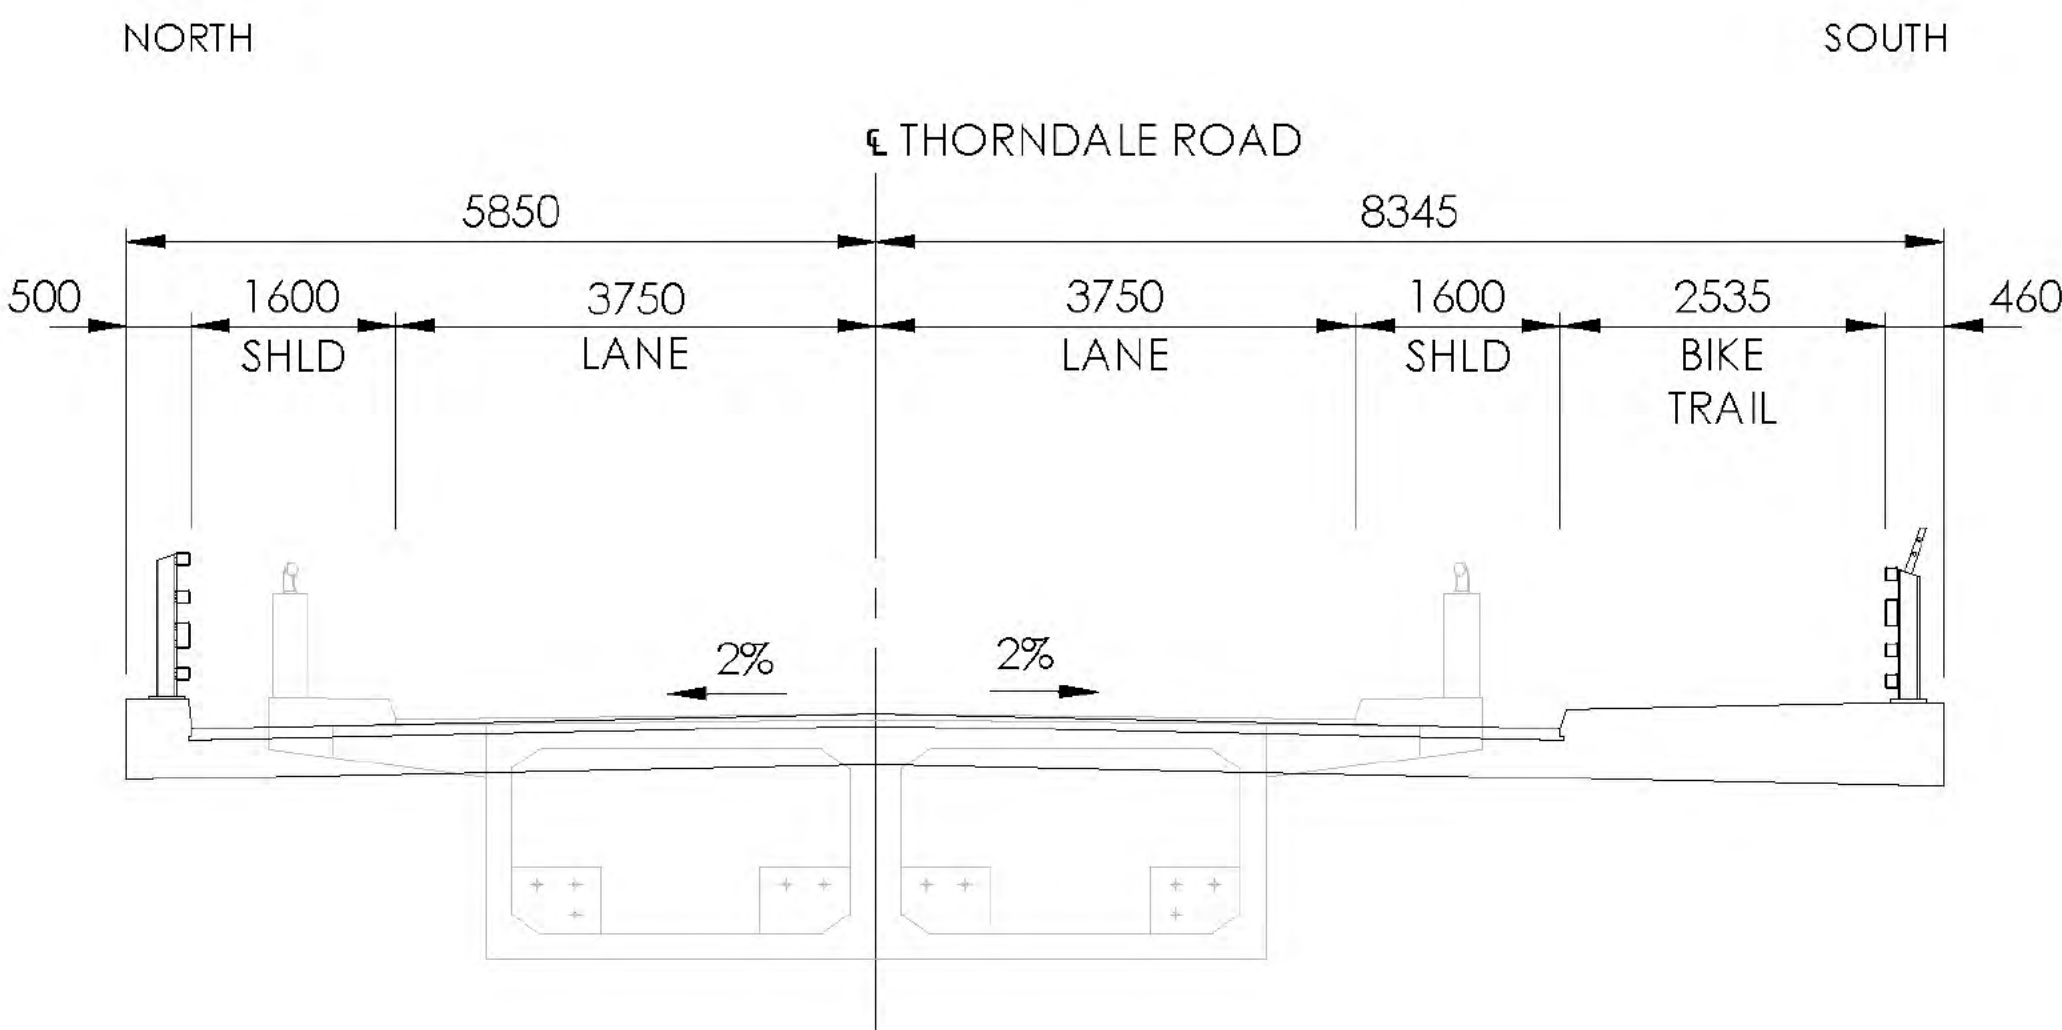 NORTH
SOUTH
℄ THORNDALE ROAD
5850
8345
500
1600
3750
3750
1600
2535
460
SHLD
LANE
LANE
SHLD
BIKE
TRAIL
2%
2%